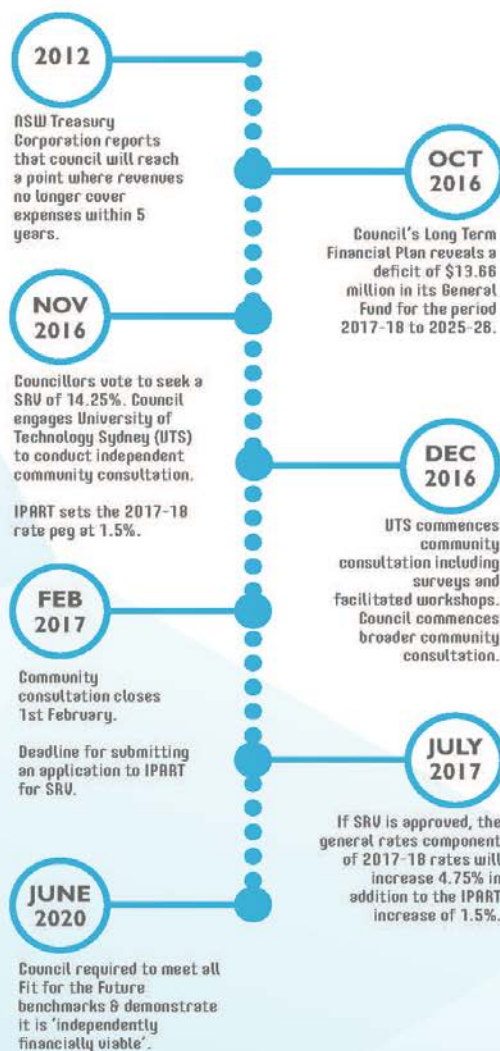 2012
NSW Treasury
Corporation reports
that council will reach
a point where revenues
no longer cover
expenses within 5
years.
OCT
2016
Council's Long Term
Financial Plan reveals a
deficit of $13.66
million in its General
Fund for the period
2017-18 to 2025-26.
NOV
2016
Councillors vote to seek a
SRV of 14.25%. Council
engages University of
Technology Sydney (UTS)
to conduct independent
community consultation.
IPART sets the 2017-18
rate peg at 1.5%.
DEC
2016
UTS commences
community
consultation including
surveys and
facilitated workshops.
Council commences
broader community
consultation.
FEB
2017
Community
consultation closes
1st February.
Deadline for submitting
an application to IPART
for SRV.
JULY
2017
If SRV is approved, the
general rates component
of 2017-18 rates will
increase 4.75% in
addition to the IPART
increase of 1.5%.
JUNE
2020
Council required to meet all
Fit for the Future
benchmarks & demonstrate
it is 'independently
financially viable'.